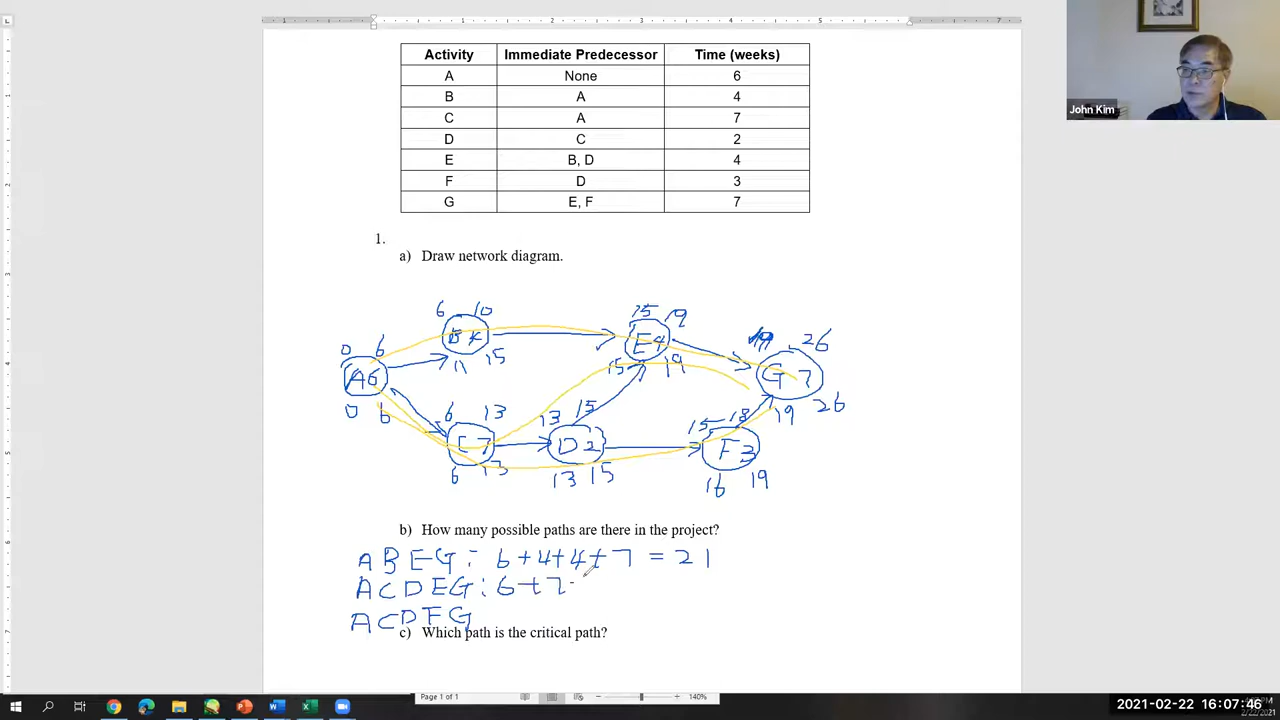 Activity Immediate Predecessor Time (weeks)
A None 6
B A 4
C A 7
D C 2
E B, D 4
F D 3
G E, F 7
John Kim
1.
a) Draw network diagram.
6 10 15 19
B 4 E 4 26
0 6 11 15 15 19 G 7
A 6 19 26
0 6 6 13 13 15 15 18
C 7 D 2 F 3
6 13 13 15 16 19
b) How many possible paths are there in the project?
A B E G : 6 + 4 + 4 + 7 = 21
A C D E G : 6 + 7
A C D F G
c) Which path is the critical path?
Page 1 of 1
140%
2021-02-22 16:07:46